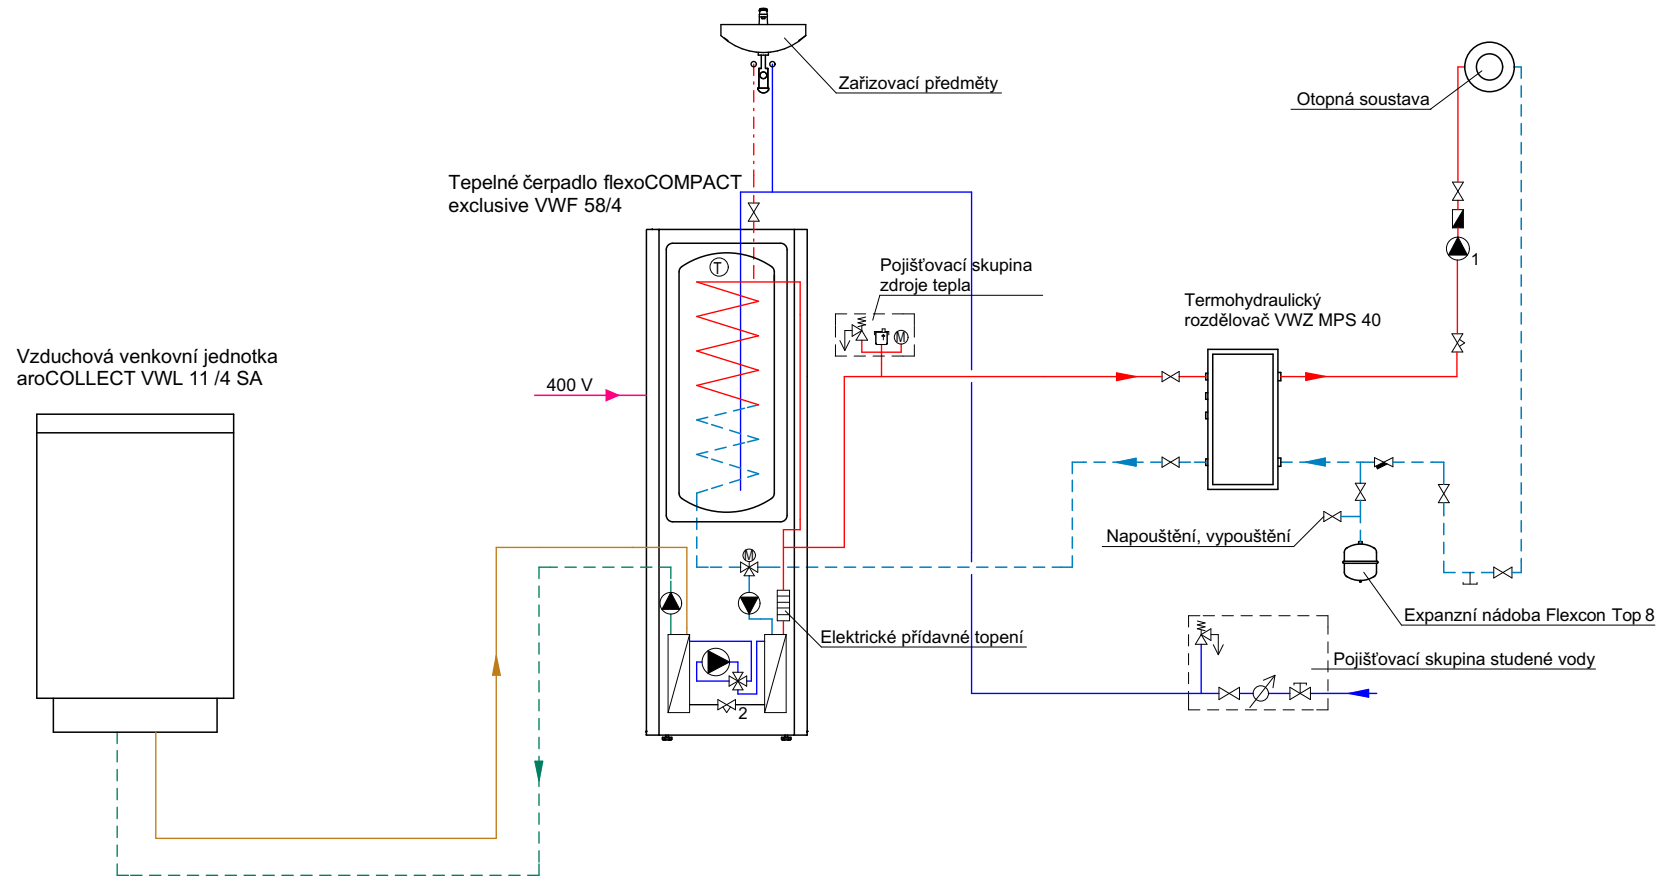 Zařizovací předměty
Otopná soustava
Tepelné čerpadlo flexoCOMPACT
exclusive VWF 58/4
T
Pojišťovací skupina
zdroje tepla
M
1
Termohydraulický
rozdělovač VWZ MPS 40
Vzduchová venkovní jednotka
aroCOLLECT VWL 11 /4 SA
400 V
Napouštění, vypouštění
M
Expanzní nádoba Flexcon Top 8
Elektrické přídavné topení
Pojišťovací skupina studené vody
2